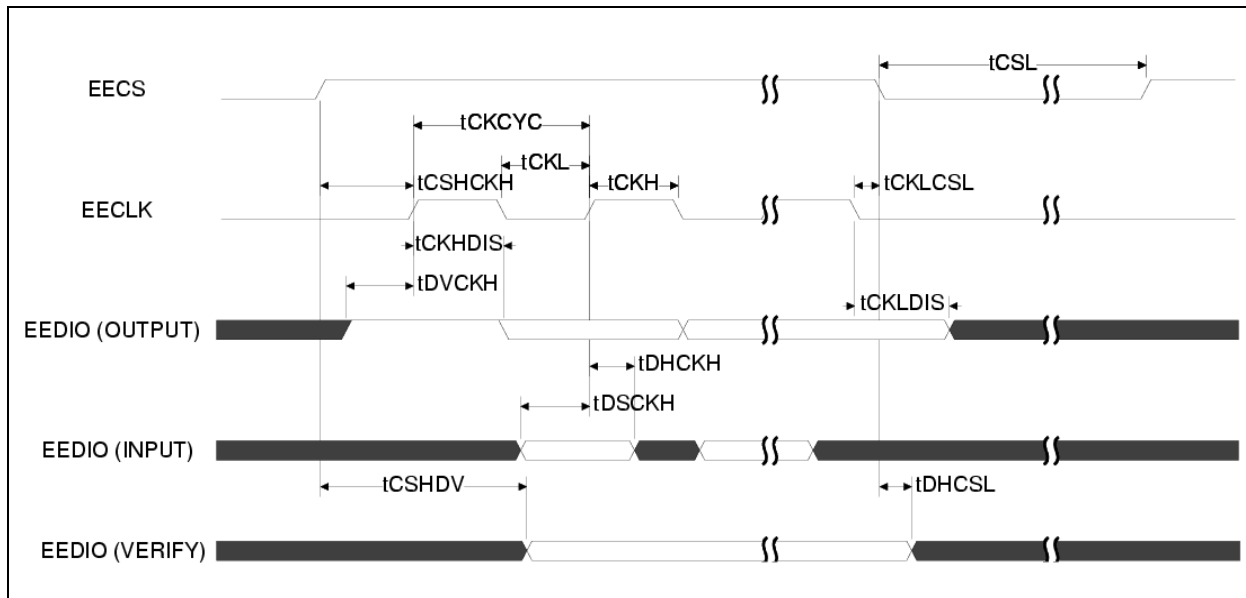 tCSL
EECS
tCKCYC
tCKL
tCSHCKH
tCKH
tCKLCSL
EECLK
tCKHDIS
tDVCKH
tCKLDIS
EEDIO (OUTPUT)
tDHCKH
tDSCKH
EEDIO (INPUT)
tCSHDV
tDHCSL
EEDIO (VERIFY)